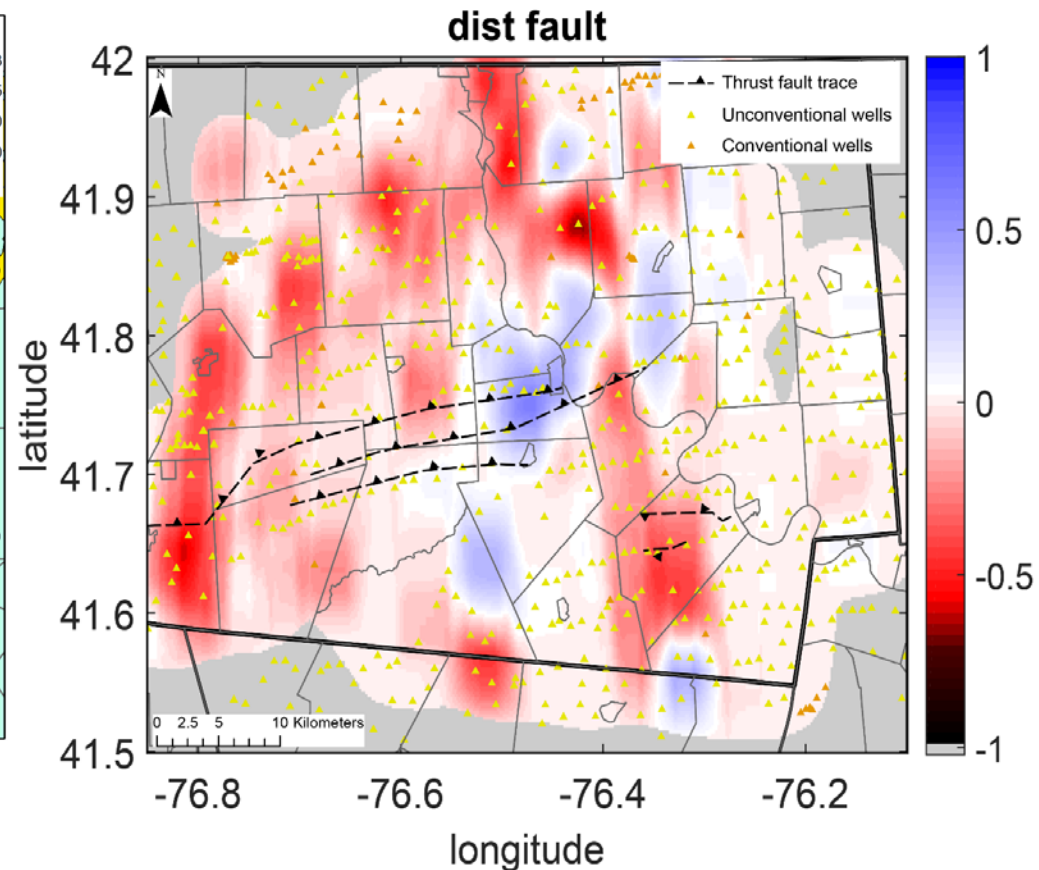 dist fault
42
41.9
41.8
41.7
41.6
41.5
latitude
N
Thrust fault trace
Unconventional wells
Conventional wells
0 2.5 5 10 Kilometers
-76.8 -76.6 -76.4 -76.2
longitude
1
0.5
0
-0.5
-1